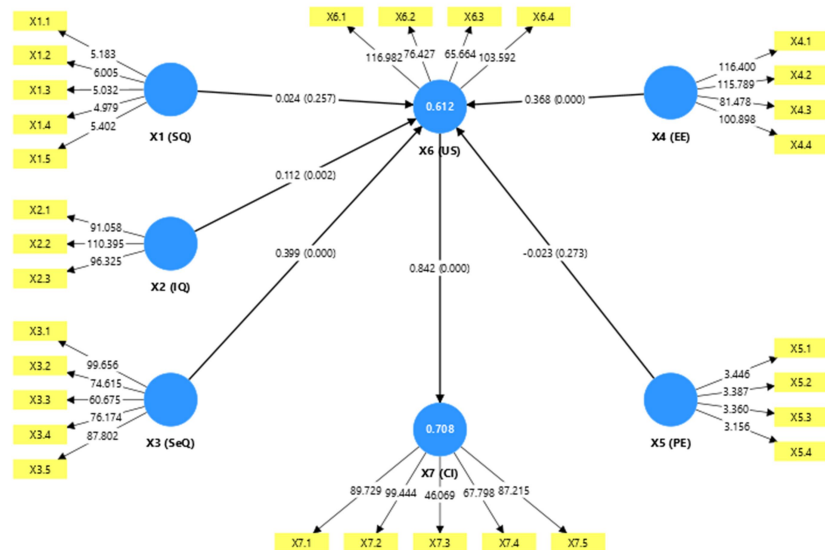 X1.1
X1.2
X1.3
X1.4
X1.5
5.183
6.005
5.032
4.979
5.402
X1 (SQ)
0.024 (0.257)
X6.1
X6.2
X6.3
X6.4
116.982
76.427
65.664
103.592
0.612
X6 (US)
0.368 (0.000)
X4.1
X4.2
X4.3
X4.4
116.400
115.789
81.478
100.898
X4 (EE)
X2.1
X2.2
X2.3
91.058
110.395
96.325
X2 (IQ)
0.112 (0.002)
0.399 (0.000)
0.842 (0.000)
-0.023 (0.273)
X3.1
X3.2
X3.3
X3.4
X3.5
99.656
74.615
60.675
76.174
87.802
X3 (SeQ)
X5.1
X5.2
X5.3
X5.4
3.446
3.387
3.360
3.156
X5 (PE)
0.708
X7 (CI)
89.729
99.444
46.069
67.798
87.215
X7.1
X7.2
X7.3
X7.4
X7.5